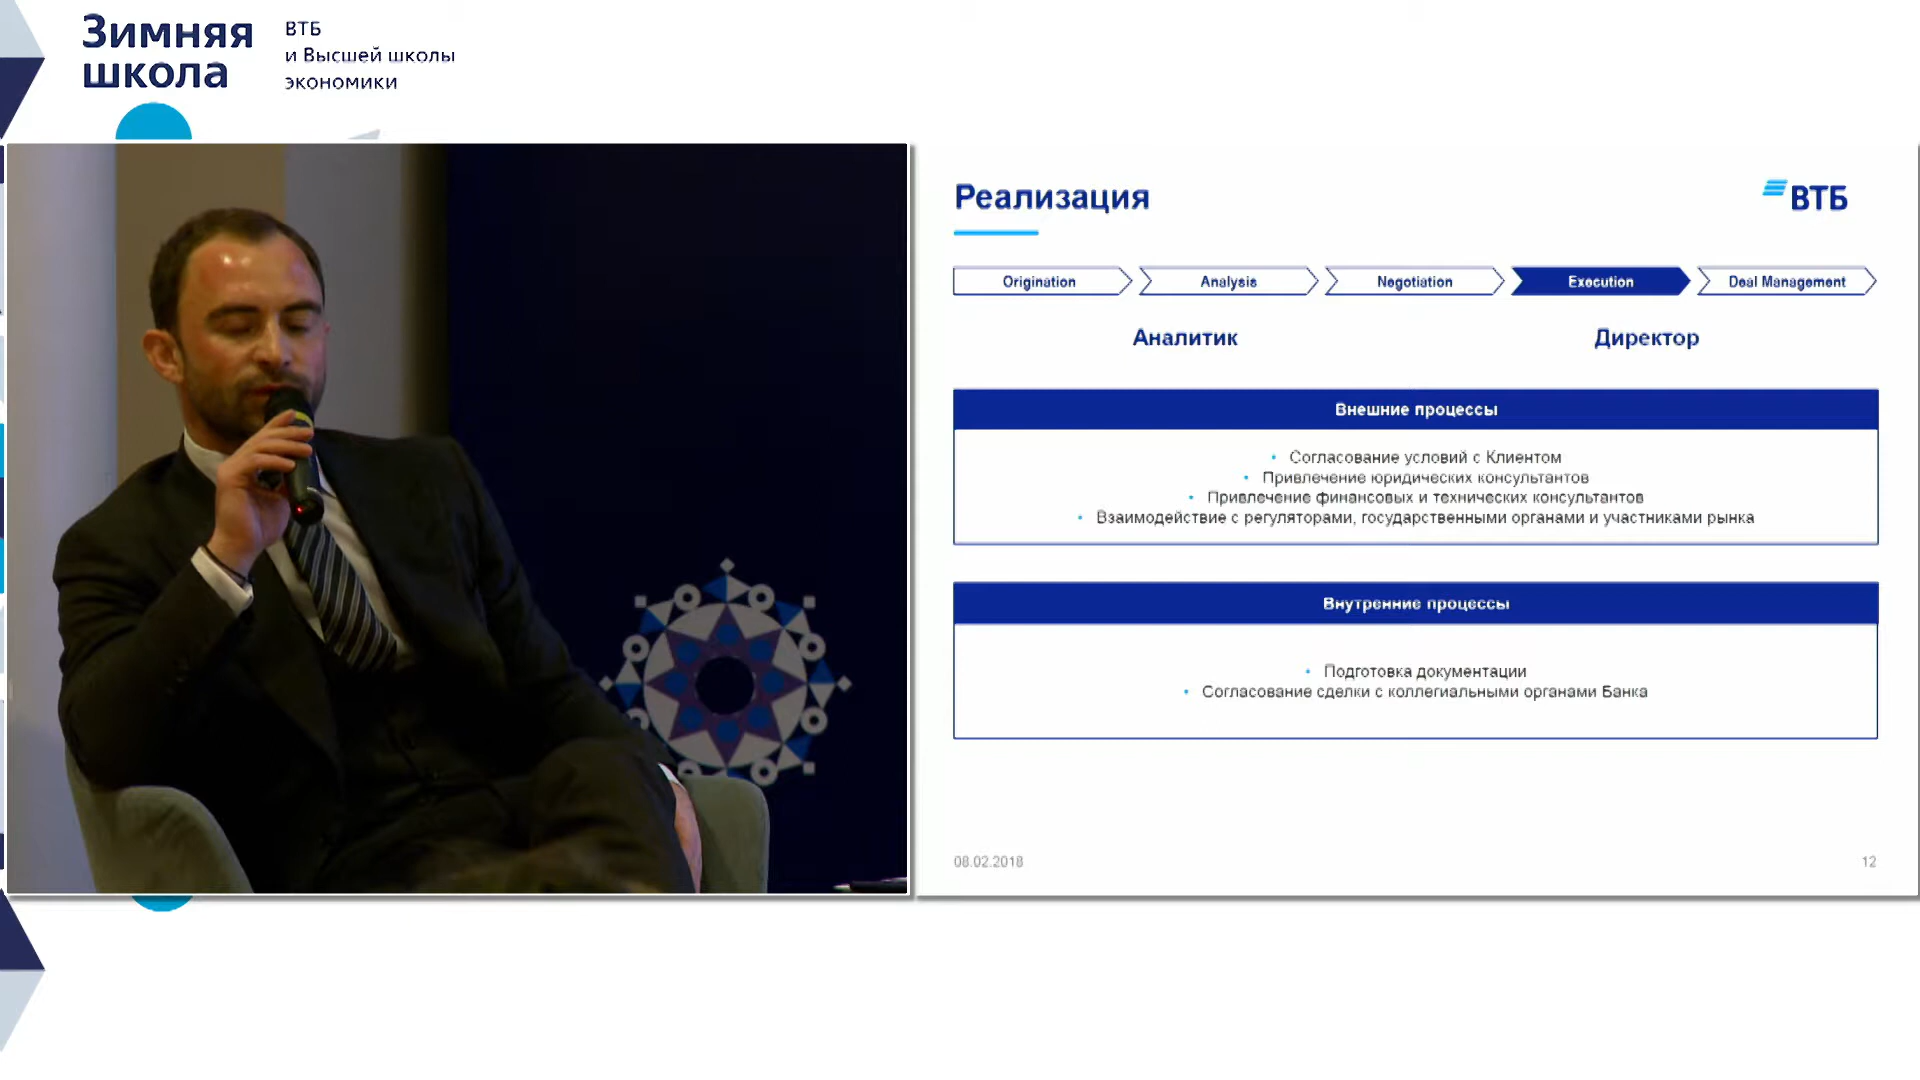 Зимняя
школа
ВТБ
и Высшей школы
экономики
Реализация
ВТБ
Origination
Analysis
Negotiation
Execution
Deal Management
Аналитик
Директор
Внешние процессы
• Согласование условий с Клиентом
• Привлечение юридических консультантов
• Привлечение финансовых и технических консультантов
• Взаимодействие с регуляторами, государственными органами и участниками рынка
Внутренние процессы
• Подготовка документации
• Согласование сделки с коллегиальными органами Банка
08.02.2018
12